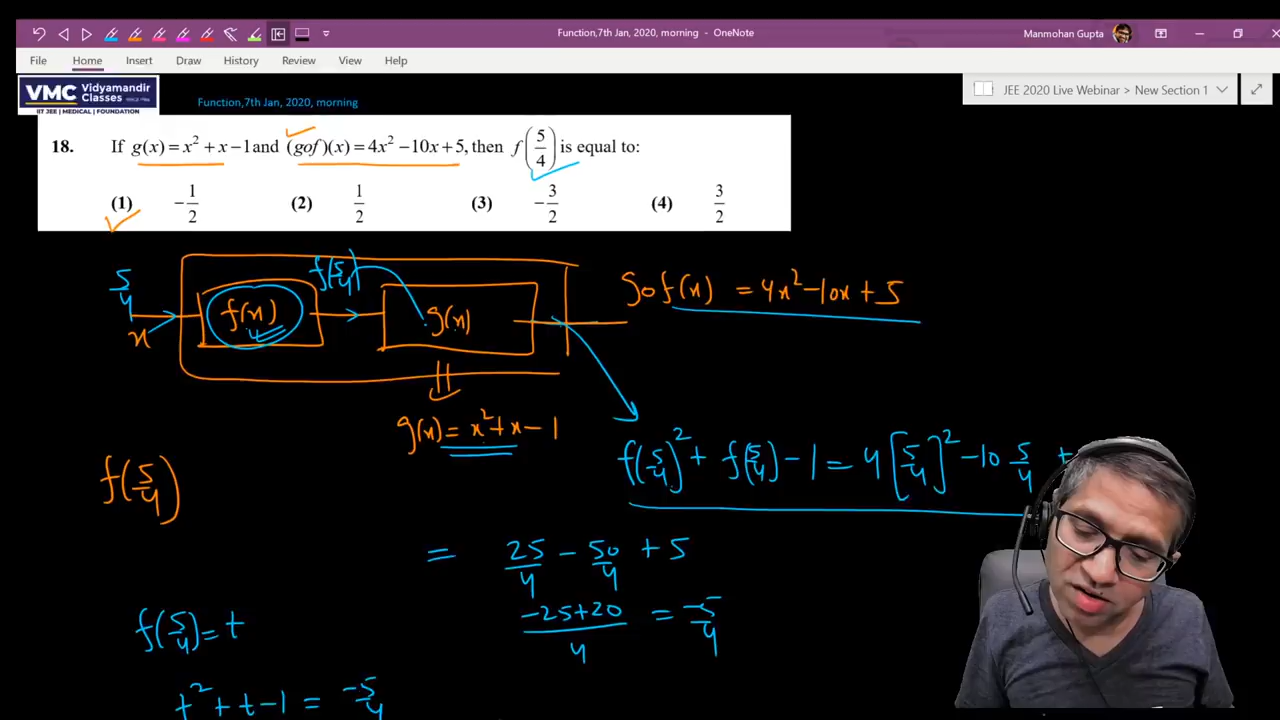 Function,7th Jan, 2020, morning - OneNote
Manmohan Gupta
File Home Insert Draw History Review View Help
VMC Vidyamandir Classes
IIT JEE | MEDICAL | FOUNDATION
Function,7th Jan, 2020, morning
JEE 2020 Live Webinar > New Section 1
18. If g(x) = x² + x − 1 and (gof)(x) = 4x² − 10x + 5, then f(5/4) is equal to:
(1) −1/2 (2) 1/2 (3) −3/2 (4) 3/2
5/4 f(5/4)
x f(x) g(x) gof(x) = 4x² − 10x + 5
g(x) = x² + x − 1
f(5/4)² + f(5/4) − 1 = 4[5/4]² − 10 5/4 +
f(5/4)
= 25/4 − 50/4 + 5
−25+20/4 = −5/4
f(5/4) = t
t² + t − 1 = −5/4